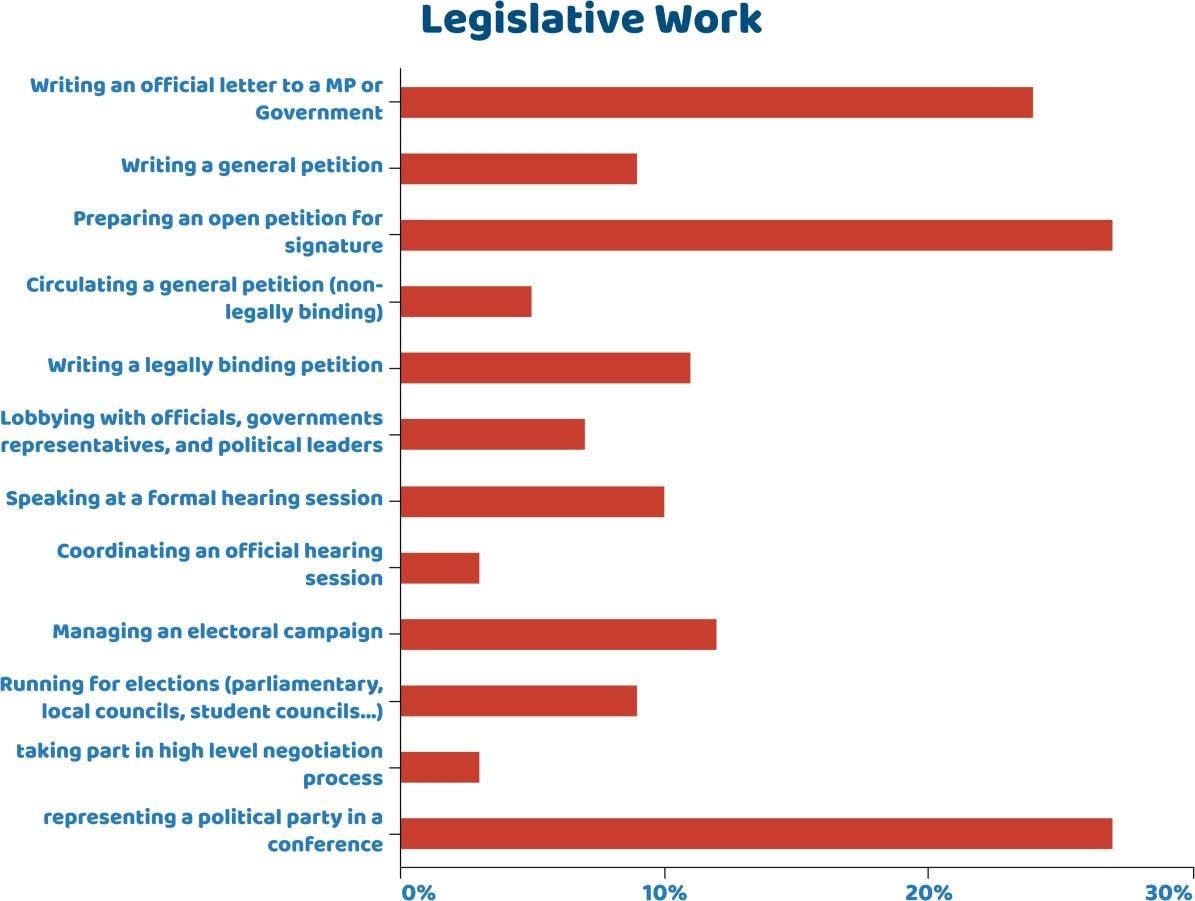 Legislative Work
Writing an official letter to a MP or
Government
Writing a general petition
Preparing an open petition for
signature
Circulating a general petition (non-
legally binding)
Writing a legally binding petition
Lobbying with officials, governments
representatives, and political leaders
Speaking at a formal hearing session
Coordinating an official hearing
session
Managing an electoral campaign
Running for elections (parliamentary,
local councils, student councils...)
taking part in high level negotiation
process
representing a political party in a
conference
0% 10% 20% 30%